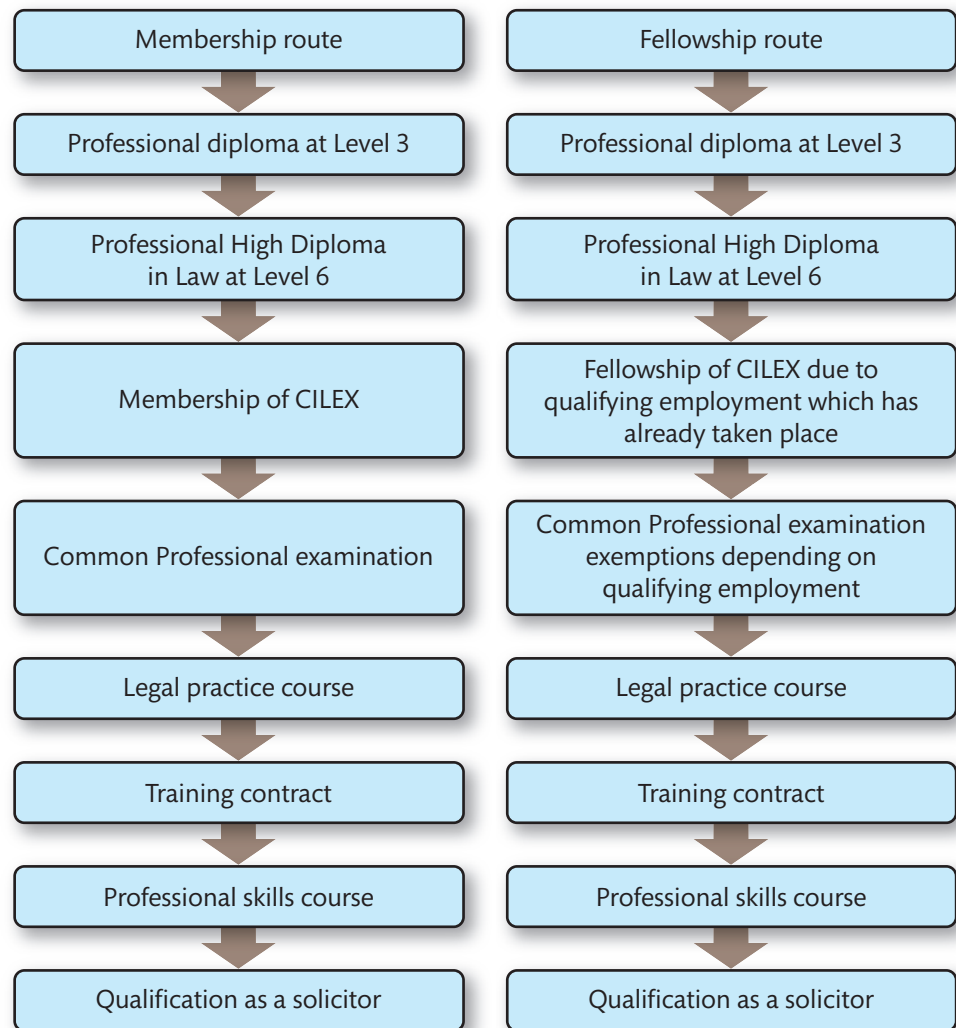 Membership route
Professional diploma at Level 3
Professional High Diploma
in Law at Level 6
Membership of CILEX
Common Professional examination
Legal practice course
Training contract
Professional skills course
Qualification as a solicitor
Fellowship route
Professional diploma at Level 3
Professional High Diploma
in Law at Level 6
Fellowship of CILEX due to
qualifying employment which has
already taken place
Common Professional examination
exemptions depending on
qualifying employment
Legal practice course
Training contract
Professional skills course
Qualification as a solicitor